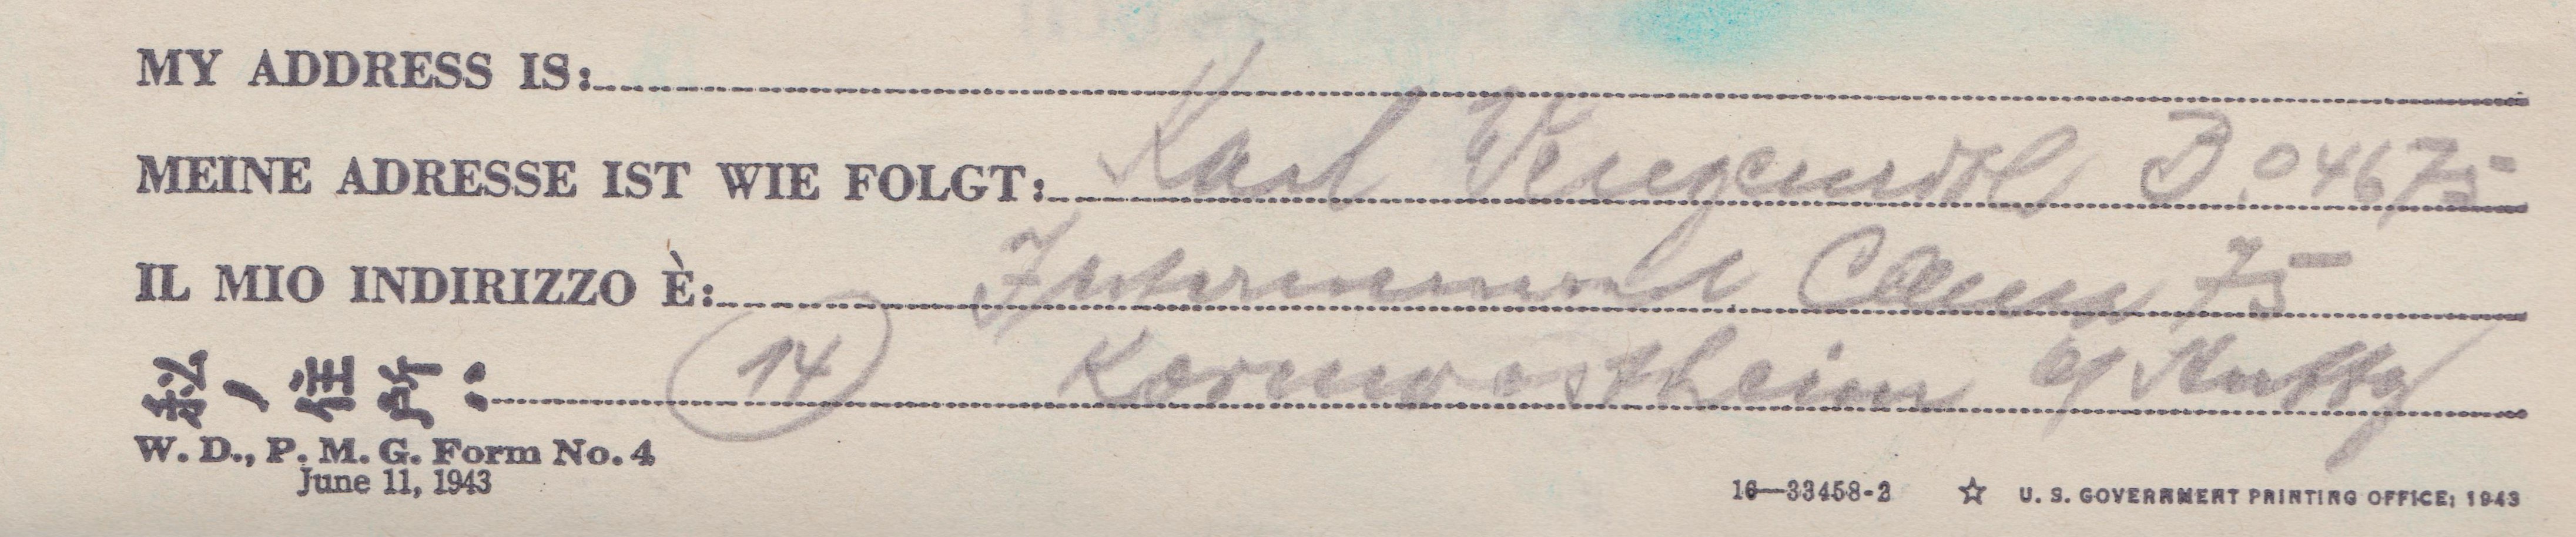 MY ADDRESS IS:
MEINE ADRESSE IST WIE FOLGT: Karl B.04675
IL MIO INDIRIZZO È: Camp 75
私ノ住所: 14 Kornwestheim
W. D., P. M. G. Form No. 4
June 11, 1943
16—33458-2 ☆ U. S. GOVERNMENT PRINTING OFFICE: 1943